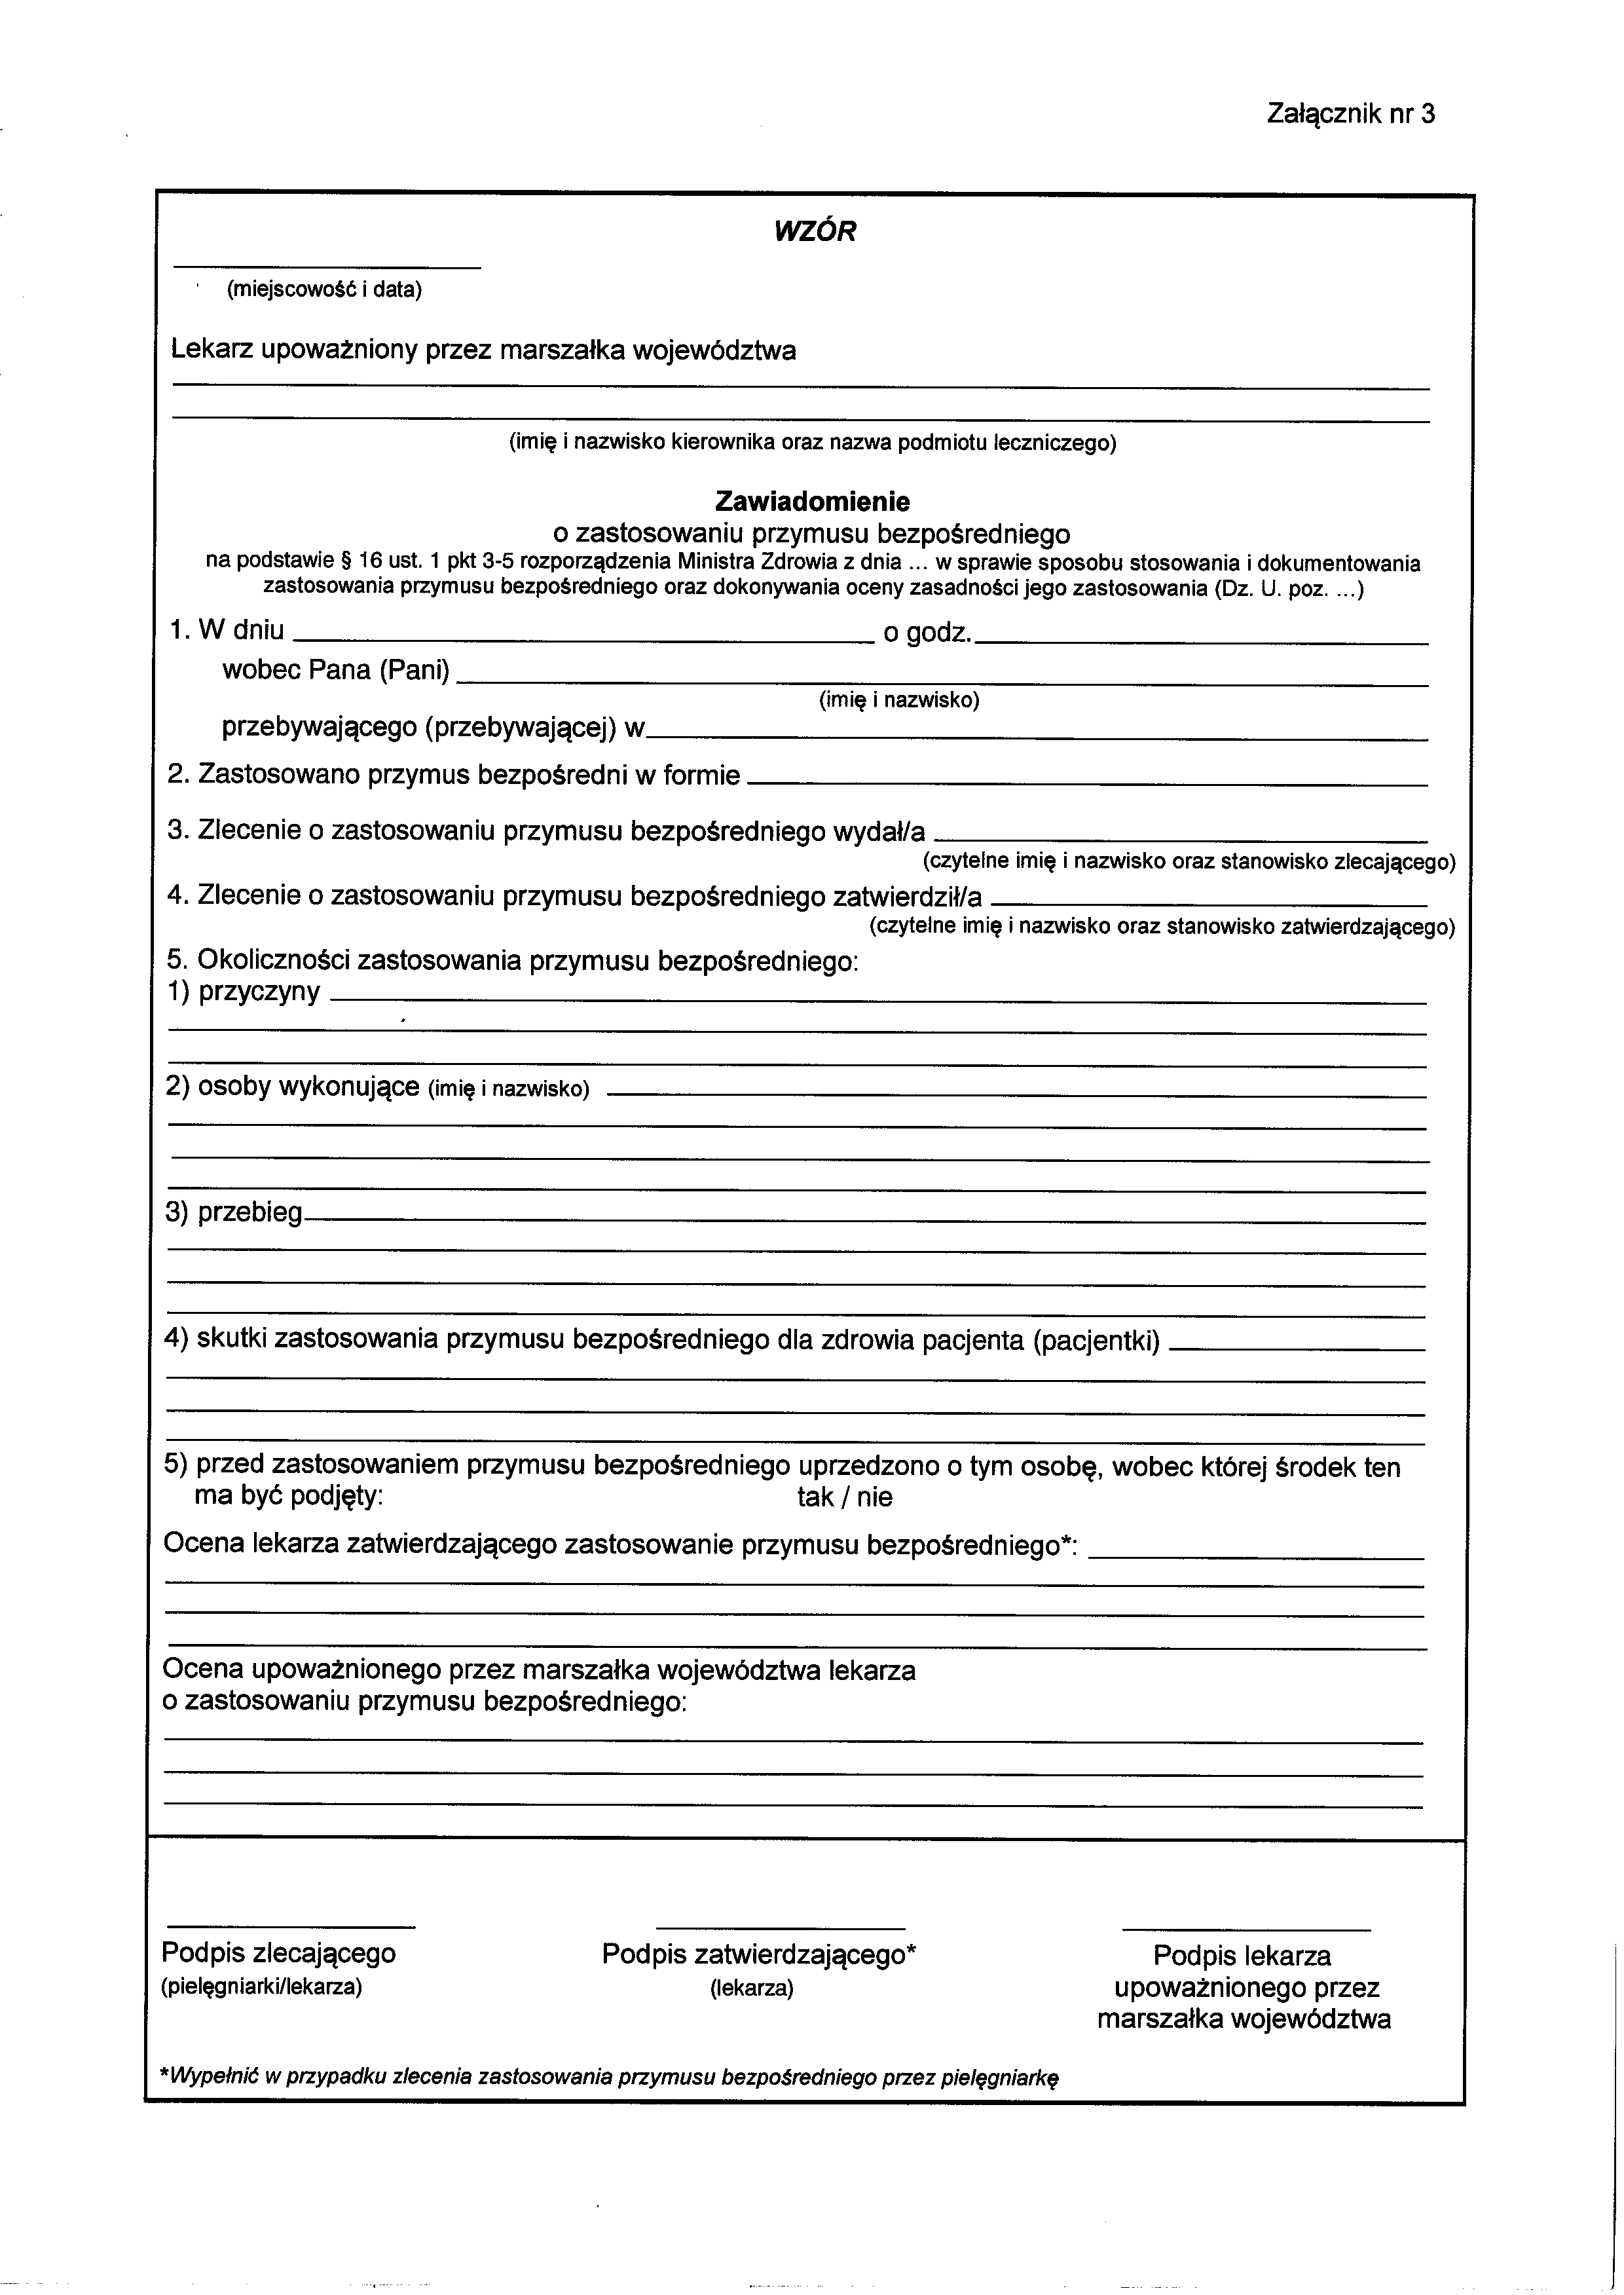 Załącznik nr 3
WZÓR
(miejscowość i data)
Lekarz upoważniony przez marszałka województwa
(imię i nazwisko kierownika oraz nazwa podmiotu leczniczego)
Zawiadomienie
o zastosowaniu przymusu bezpośredniego
na podstawie § 16 ust. 1 pkt 3-5 rozporządzenia Ministra Zdrowia z dnia ... w sprawie sposobu stosowania i dokumentowania
zastosowania przymusu bezpośredniego oraz dokonywania oceny zasadności jego zastosowania (Dz. U. poz. ...)
1. W dniu o godz.
wobec Pana (Pani)
(imię i nazwisko)
przebywającego (przebywającej) w
2. Zastosowano przymus bezpośredni w formie
3. Zlecenie o zastosowaniu przymusu bezpośredniego wydał/a
(czytelne imię i nazwisko oraz stanowisko zlecającego)
4. Zlecenie o zastosowaniu przymusu bezpośredniego zatwierdził/a
(czytelne imię i nazwisko oraz stanowisko zatwierdzającego)
5. Okoliczności zastosowania przymusu bezpośredniego:
1) przyczyny
2) osoby wykonujące (imię i nazwisko)
3) przebieg
4) skutki zastosowania przymusu bezpośredniego dla zdrowia pacjenta (pacjentki)
5) przed zastosowaniem przymusu bezpośredniego uprzedzono o tym osobę, wobec której środek ten
ma być podjęty: tak / nie
Ocena lekarza zatwierdzającego zastosowanie przymusu bezpośredniego*:
Ocena upoważnionego przez marszałka województwa lekarza
o zastosowaniu przymusu bezpośredniego:
Podpis zlecającego
(pielęgniarki/lekarza)
Podpis zatwierdzającego*
(lekarza)
Podpis lekarza
upoważnionego przez
marszałka województwa
*Wypełnić w przypadku zlecenia zastosowania przymusu bezpośredniego przez pielęgniarkę